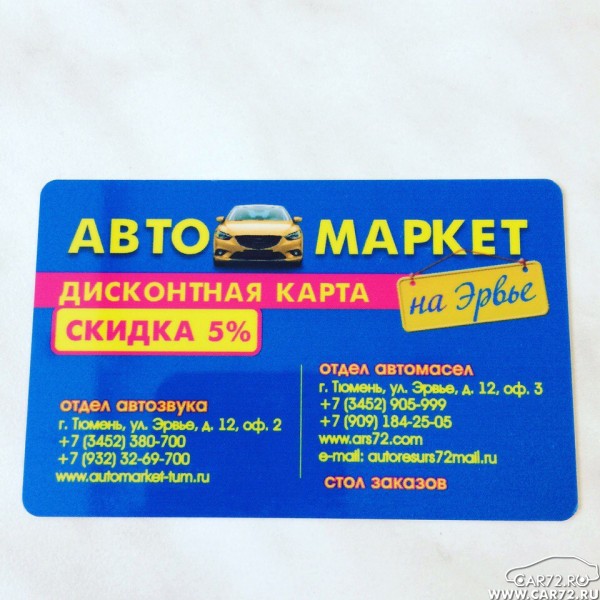 АВТО МАРКЕТ
на Эрвье
ДИСКОНТНАЯ КАРТА
СКИДКА 5%
отдел автозвука
г. Тюмень, ул. Эрвье, д. 12, оф. 2
+7 (3452) 380-700
+7 (932) 32-69-700
www.automarket-tum.ru
отдел автомасел
г. Тюмень, ул. Эрвье, д. 12, оф. 3
+7 (3452) 905-999
+7 (909) 184-25-05
www.ars72.com
e-mail: autoresurs72mail.ru
стол заказов
CAR72.RU
WWW.CAR72.RU